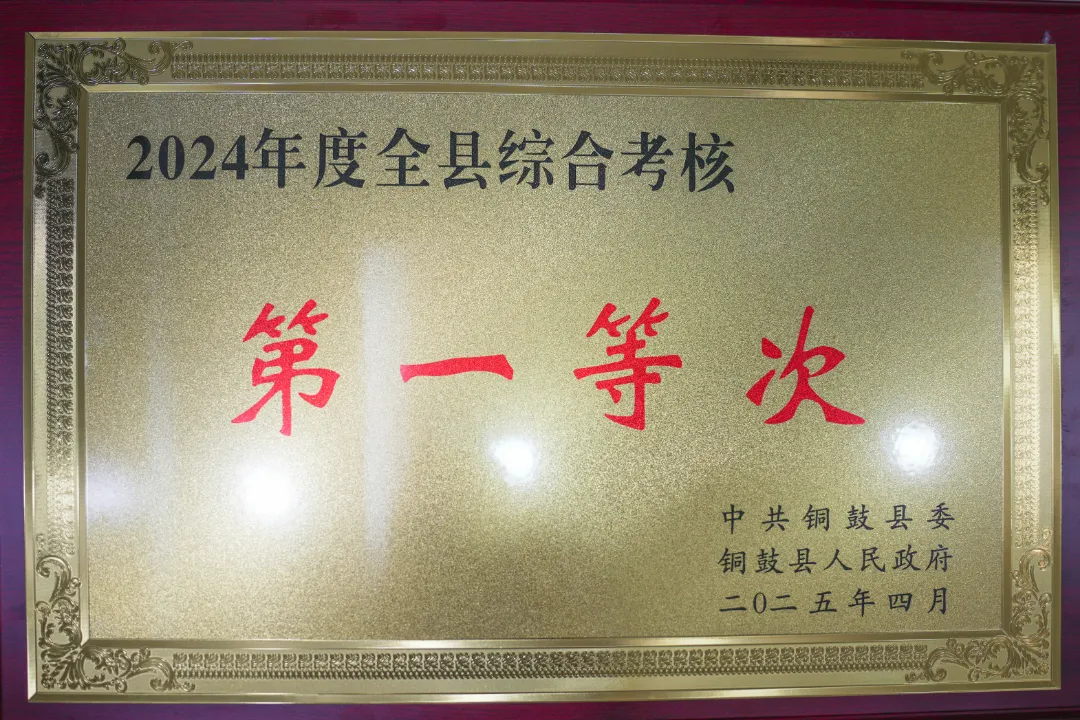 2024年度全县综合考核
第一等次
中共铜鼓县委
铜鼓县人民政府
二0二五年四月